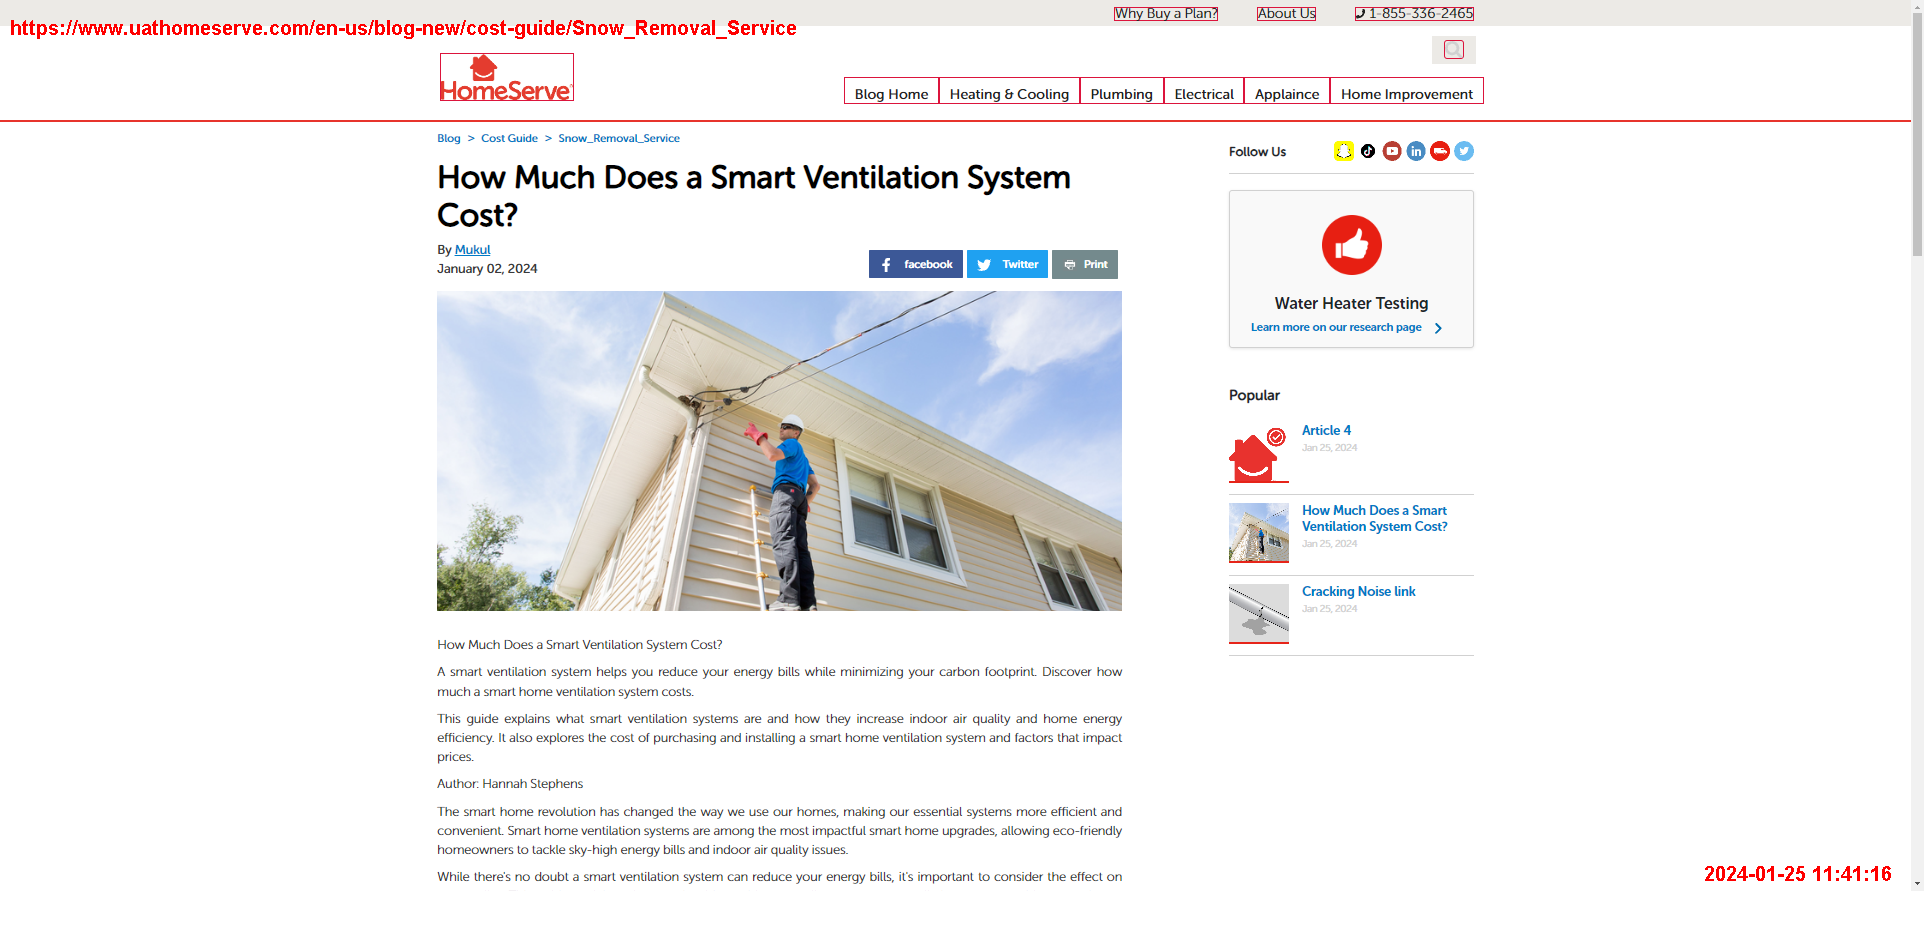 Why Buy a Plan?
About Us
1-855-336-2465
https://www.uathomeserve.com/en-us/blog-new/cost-guide/Snow_Removal_Service
HomeServe
Blog Home
Heating & Cooling
Plumbing
Electrical
Applaince
Home Improvement
Blog > Cost Guide > Snow_Removal_Service
How Much Does a Smart Ventilation System
Cost?
By Mukul
January 02, 2024
facebook
Twitter
Print
How Much Does a Smart Ventilation System Cost?
A smart ventilation system helps you reduce your energy bills while minimizing your carbon footprint. Discover how
much a smart home ventilation system costs.
This guide explains what smart ventilation systems are and how they increase indoor air quality and home energy
efficiency. It also explores the cost of purchasing and installing a smart home ventilation system and factors that impact
prices.
Author: Hannah Stephens
The smart home revolution has changed the way we use our homes, making our essential systems more efficient and
convenient. Smart home ventilation systems are among the most impactful smart home upgrades, allowing eco-friendly
homeowners to tackle sky-high energy bills and indoor air quality issues.
While there's no doubt a smart ventilation system can reduce your energy bills, it's important to consider the effect on
Follow Us
Water Heater Testing
Learn more on our research page
Popular
Article 4
Jan 25, 2024
How Much Does a Smart
Ventilation System Cost?
Jan 25, 2024
Cracking Noise link
Jan 25, 2024
2024-01-25 11:41:16